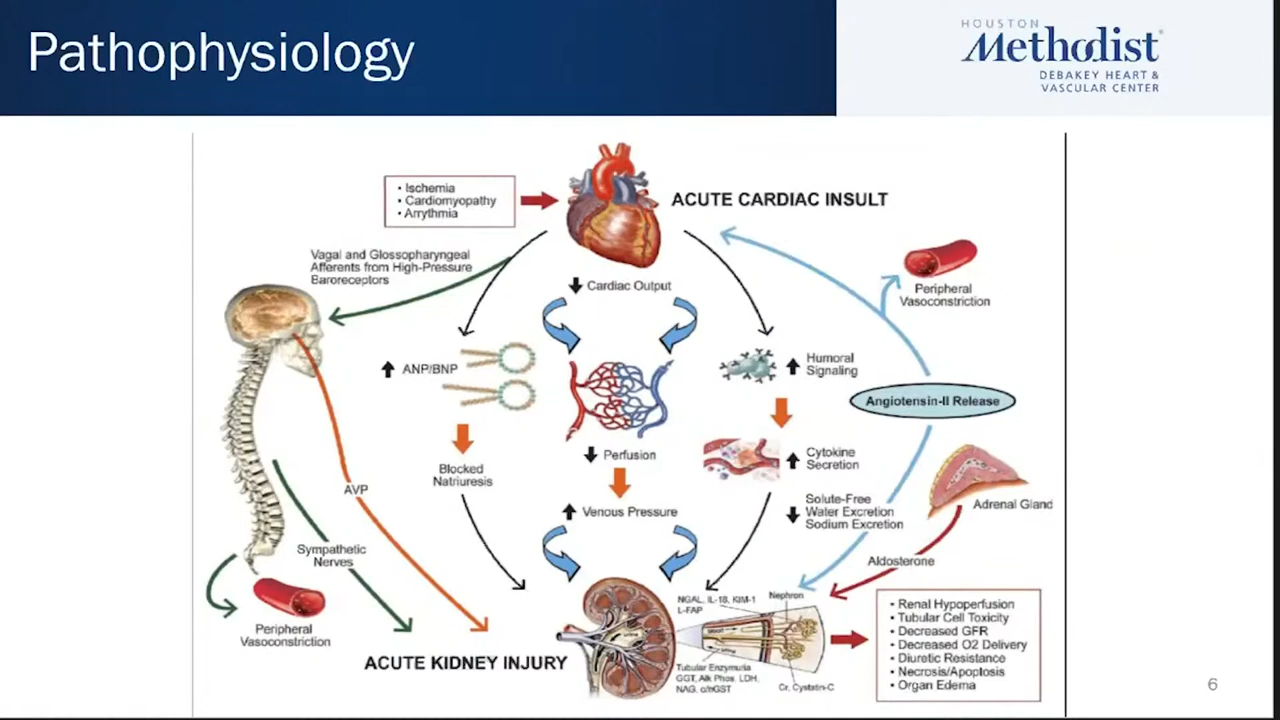 Pathophysiology
HOUSTON
Methodist
DEBAKEY HEART &
VASCULAR CENTER
• Ischemia
• Cardiomyopathy
• Arrythmia
ACUTE CARDIAC INSULT
Vagal and Glossopharyngeal
Afferents from High-Pressure
Baroreceptors
Cardiac Output
Peripheral
Vasoconstriction
ANP/BNP
Humoral
Signaling
Angiotensin-II Release
Perfusion
Cytokine
Secretion
Blocked
Natriuresis
AVP
Venous Pressure
Solute-Free
Water Excretion
Sodium Excretion
Adrenal Gland
Sympathetic
Nerves
Aldosterone
Peripheral
Vasoconstriction
NGAL, IL-18, KIM-1
L-FAP
Nephron
• Renal Hypoperfusion
• Tubular Cell Toxicity
• Decreased GFR
• Decreased O2 Delivery
• Diuretic Resistance
• Necrosis/Apoptosis
• Organ Edema
ACUTE KIDNEY INJURY
Tubular Enzymuria
GGT, Alk Phos, LDH,
NAG, α/πGST
Cr, Cystatin-C
6